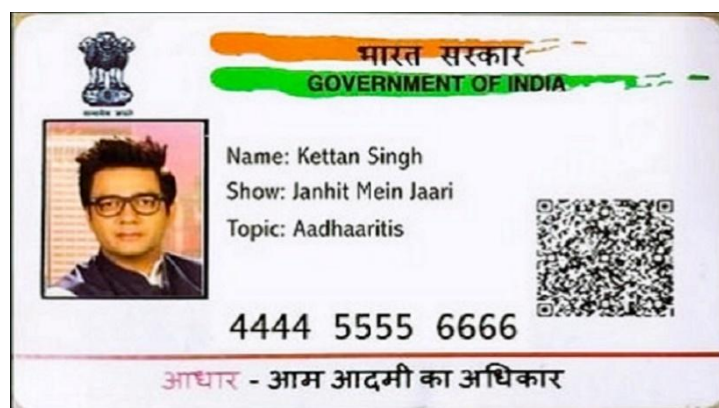 भारत सरकार
GOVERNMENT OF INDIA
Name: Kettan Singh
Show: Janhit Mein Jaari
Topic: Aadhaaritis
4444 5555 6666
आधार - आम आदमी का अधिकार